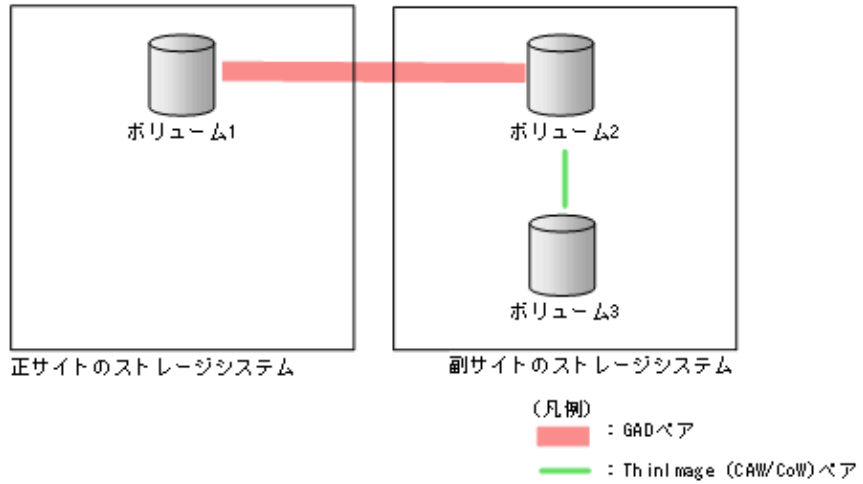 ボリューム1
ボリューム2
ボリューム3
正サイトのストレージシステム
副サイトのストレージシステム
(凡例)
：GADペア
：ThinImage (CAW/CoW)ペア